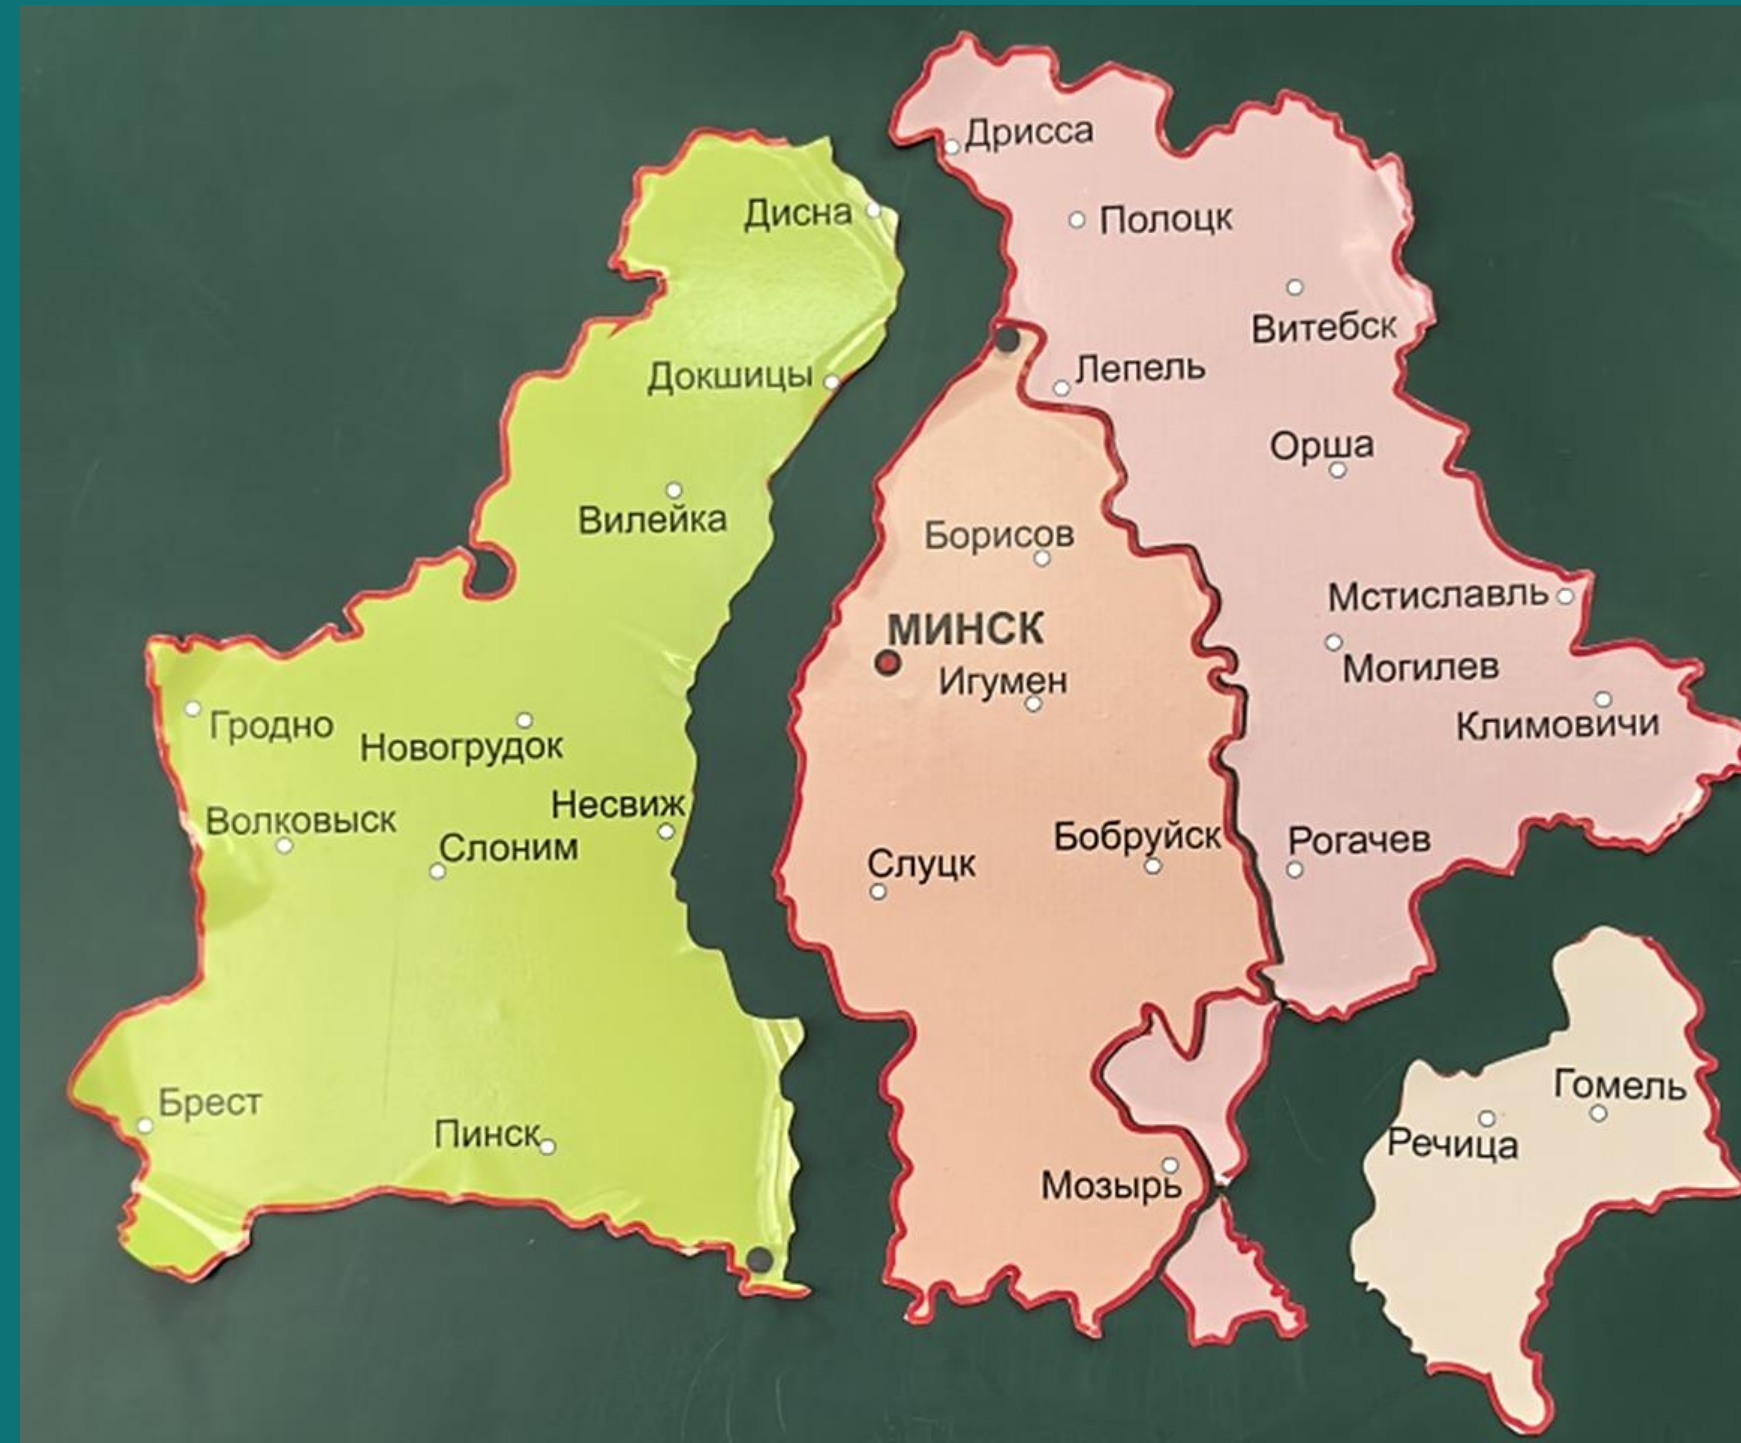 Дрисса
Дисна
Полоцк
Витебск
Докшицы
Лепель
Орша
Вилейка
Борисов
Мстиславль
МИНСК
Могилев
Игумен
Гродно
Новогрудок
Климовичи
Несвиж
Волковыск
Слоним
Бобруйск
Рогачев
Слуцк
Гомель
Брест
Пинск
Речица
Мозырь